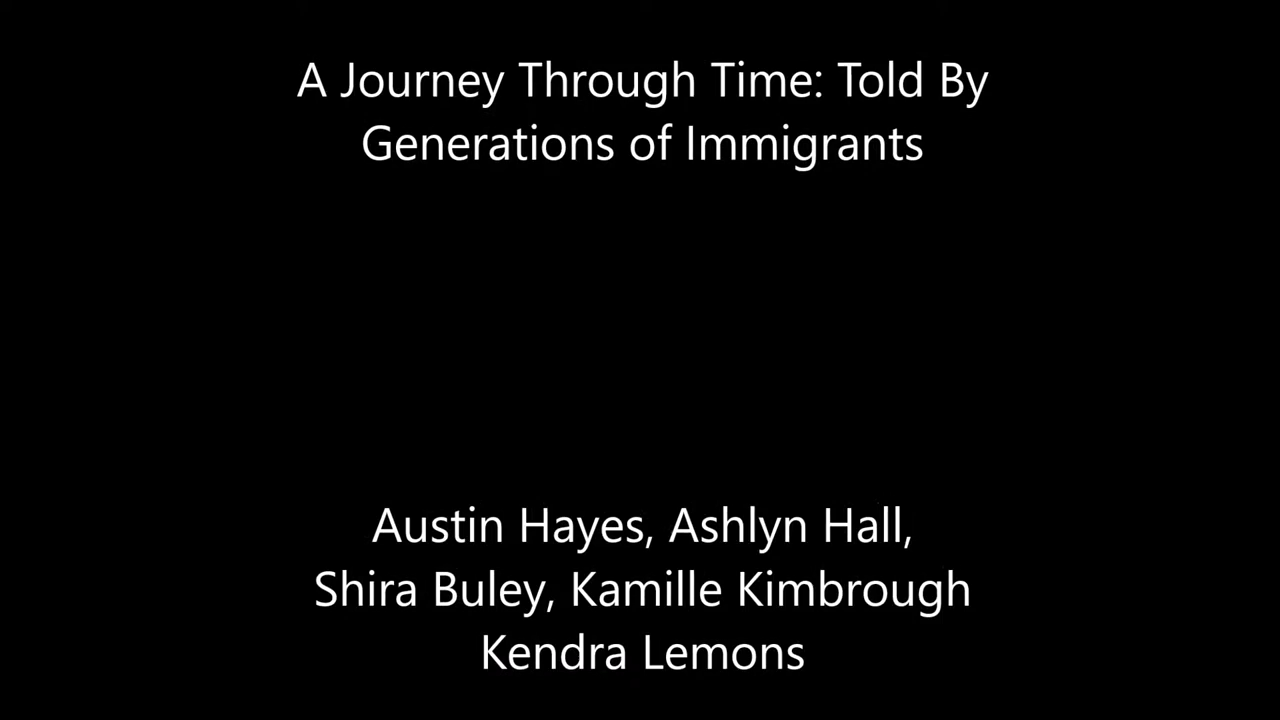 A Journey Through Time: Told By
Generations of Immigrants
Austin Hayes, Ashlyn Hall,
Shira Buley, Kamille Kimbrough
Kendra Lemons